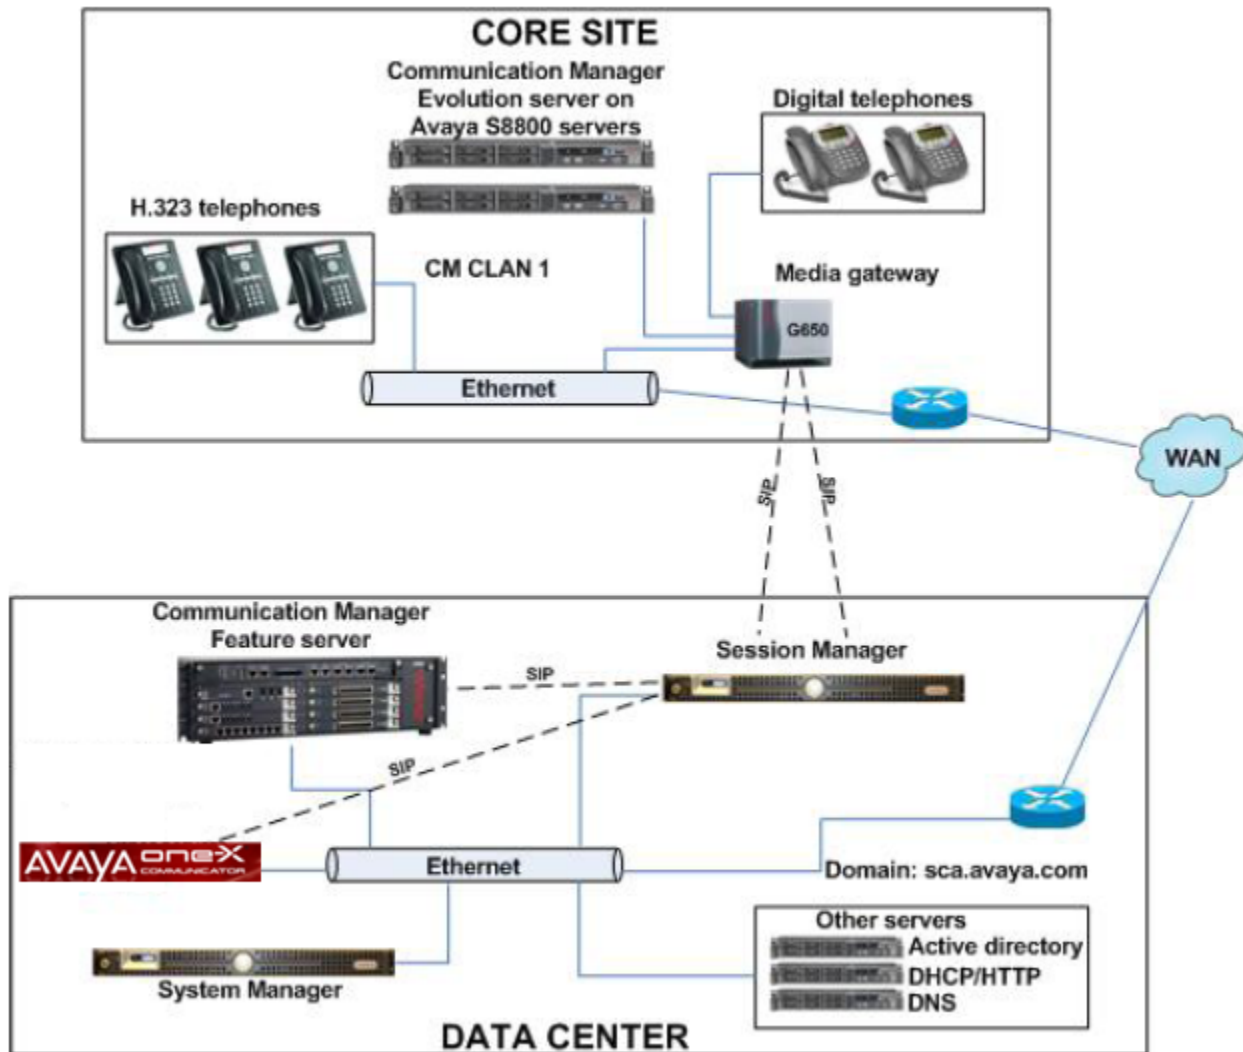 CORE SITE
Communication Manager
Evolution server on
Avaya S8800 servers
Digital telephones
H.323 telephones
CM CLAN 1
Media gateway
G650
Ethernet
WAN
SIP
SIP
Communication Manager
Feature server
Session Manager
SIP
SIP
AVAYA one-X
COMMUNICATOR
Ethernet
Domain: sca.avaya.com
Other servers
Active directory
DHCP/HTTP
DNS
System Manager
DATA CENTER